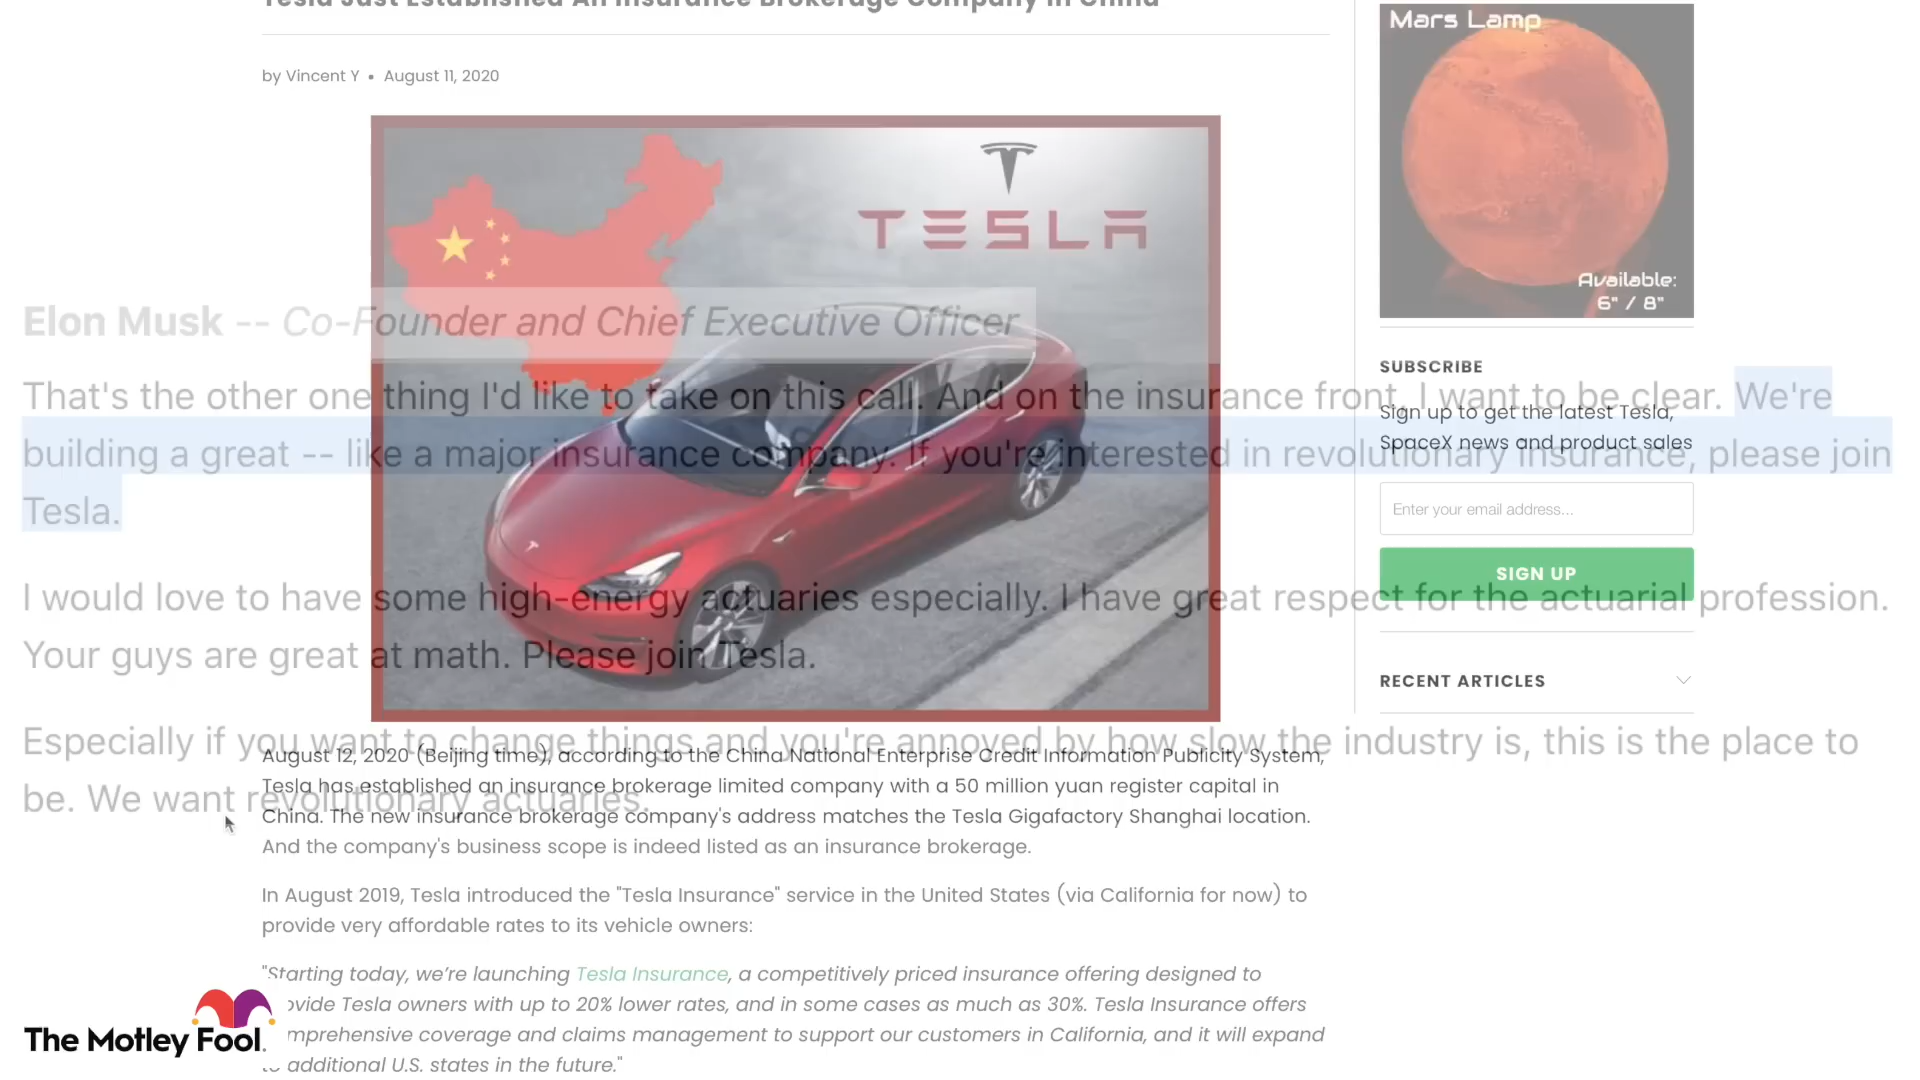 Tesla Just Established An Insurance Brokerage Company In China
by Vincent Y • August 11, 2020
TESLA
Elon Musk -- Co-Founder and Chief Executive Officer
That's the other one thing I'd like to take on this call. And on the insurance front, I want to be clear. We're
building a great -- like a major insurance company. If you're interested in revolutionary insurance, please join
Tesla.
I would love to have some high-energy actuaries especially. I have great respect for the actuarial profession.
Your guys are great at math. Please join Tesla.
Especially if you want to change things and you're annoyed by how slow the industry is, this is the place to
be. We want revolutionary actuaries.
August 12, 2020 (Beijing time), according to the China National Enterprise Credit Information Publicity System,
Tesla has established an insurance brokerage limited company with a 50 million yuan register capital in
China. The new insurance brokerage company's address matches the Tesla Gigafactory Shanghai location.
And the company's business scope is indeed listed as an insurance brokerage.
In August 2019, Tesla introduced the "Tesla Insurance" service in the United States (via California for now) to
provide very affordable rates to its vehicle owners:
"Starting today, we're launching Tesla Insurance, a competitively priced insurance offering designed to
ovide Tesla owners with up to 20% lower rates, and in some cases as much as 30%. Tesla Insurance offers
mprehensive coverage and claims management to support our customers in California, and it will expand
to additional U.S. states in the future."
The Motley Fool.
Mars Lamp
Available:
6" / 8"
SUBSCRIBE
Sign up to get the latest Tesla,
SpaceX news and product sales
Enter your email address...
SIGN UP
RECENT ARTICLES